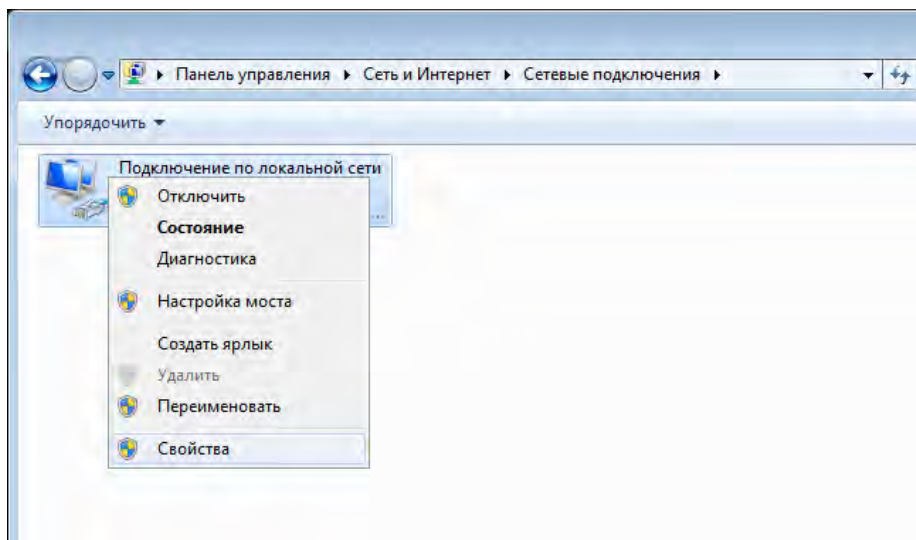 Панель управления ▸ Сеть и Интернет ▸ Сетевые подключения ▸
Упорядочить
Подключение по локальной сети
Отключить
...
Состояние
Диагностика
Настройка моста
Создать ярлык
Удалить
Переименовать
Свойства